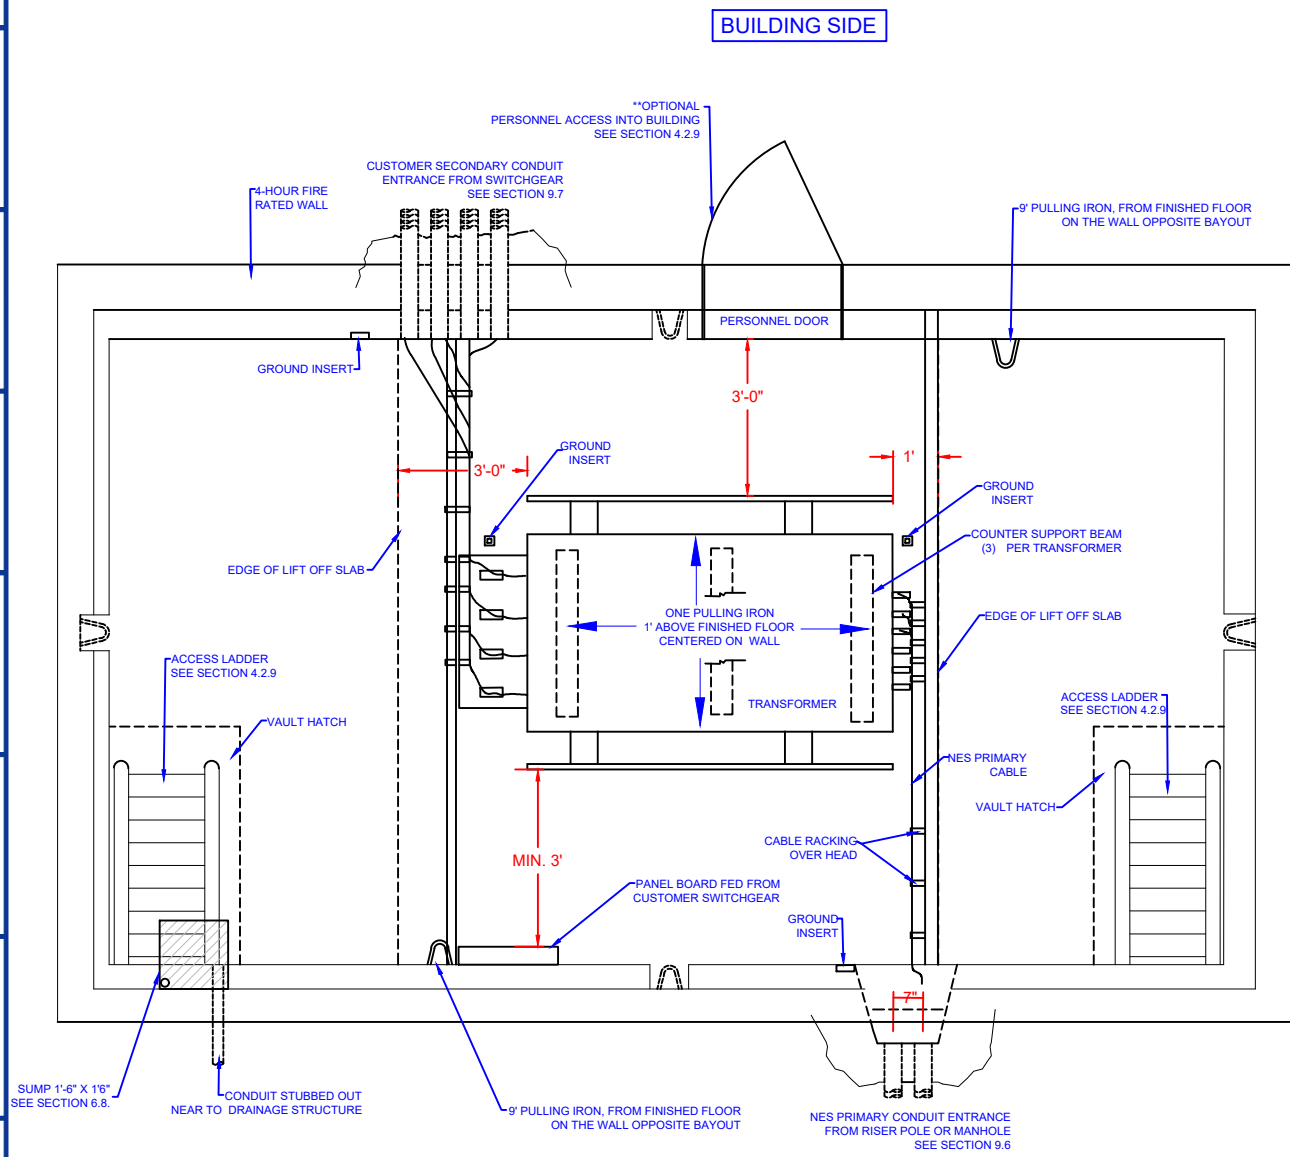 BUILDING SIDE
**OPTIONAL
PERSONNEL ACCESS INTO BUILDING
SEE SECTION 4.2.9
CUSTOMER SECONDARY CONDUIT
ENTRANCE FROM SWITCHGEAR
SEE SECTION 9.7
4-HOUR FIRE
RATED WALL
9' PULLING IRON, FROM FINISHED FLOOR
ON THE WALL OPPOSITE BAYOUT
PERSONNEL DOOR
GROUND INSERT
3'-0"
GROUND
INSERT
3'-0"
1'
GROUND
INSERT
COUNTER SUPPORT BEAM
(3) PER TRANSFORMER
EDGE OF LIFT OFF SLAB
ONE PULLING IRON
1' ABOVE FINISHED FLOOR
CENTERED ON WALL
EDGE OF LIFT OFF SLAB
ACCESS LADDER
SEE SECTION 4.2.9
TRANSFORMER
ACCESS LADDER
SEE SECTION 4.2.9
VAULT HATCH
NES PRIMARY
CABLE
VAULT HATCH
CABLE RACKING
OVER HEAD
MIN. 3'
PANEL BOARD FED FROM
CUSTOMER SWITCHGEAR
GROUND
INSERT
7"
SUMP 1'-6" X 1'6"
SEE SECTION 6.8.
CONDUIT STUBBED OUT
NEAR TO DRAINAGE STRUCTURE
9' PULLING IRON, FROM FINISHED FLOOR
ON THE WALL OPPOSITE BAYOUT
NES PRIMARY CONDUIT ENTRANCE
FROM RISER POLE OR MANHOLE
SEE SECTION 9.6